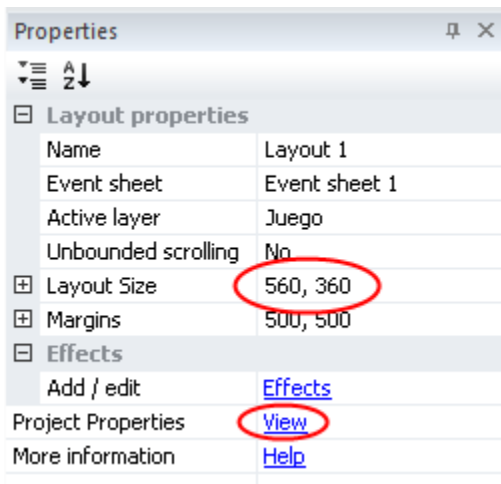 Properties
Layout properties
Name Layout 1
Event sheet Event sheet 1
Active layer Juego
Unbounded scrolling No
Layout Size 560, 360
Margins 500, 500
Effects
Add / edit Effects
Project Properties View
More information Help